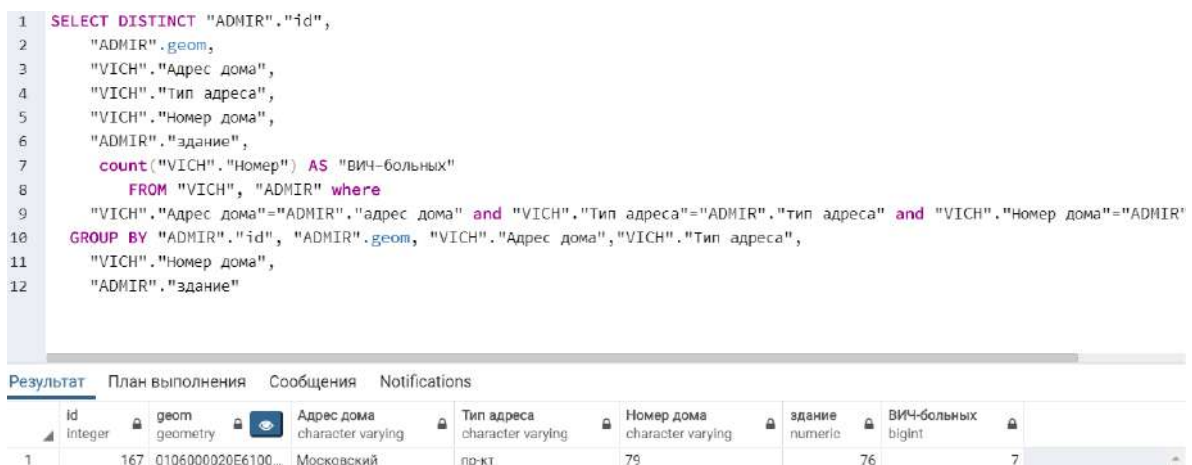 1 SELECT DISTINCT "ADMIR"."id",
2 "ADMIR".geom,
3 "VICH"."Адрес дома",
4 "VICH"."Тип адреса",
5 "VICH"."Номер дома",
6 "ADMIR"."здание",
7 count("VICH"."Номер") AS "ВИЧ-больных"
8 FROM "VICH", "ADMIR" where
9 "VICH"."Адрес дома"="ADMIR"."адрес дома" and "VICH"."Тип адреса"="ADMIR"."тип адреса" and "VICH"."Номер дома"="ADMIR"
10 GROUP BY "ADMIR"."id", "ADMIR".geom, "VICH"."Адрес дома","VICH"."Тип адреса",
11 "VICH"."Номер дома",
12 "ADMIR"."здание"
Результат План выполнения Сообщения Notifications
id geom Адрес дома Тип адреса Номер дома здание ВИЧ-больных
integer geometry character varying character varying character varying numeric bigint
1 167 0106000020E6100... Московский пр-кт 79 76 7